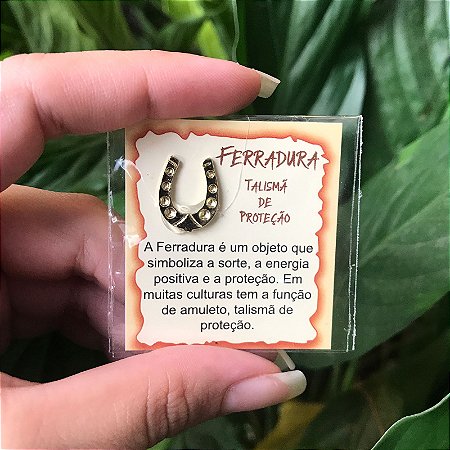 FERRADURA
TALISMÃ
DE
PROTEÇÃO
A Ferradura é um objeto que
simboliza a sorte, a energia
positiva e a proteção. Em
muitas culturas tem a função
de amuleto, talismã de
proteção.